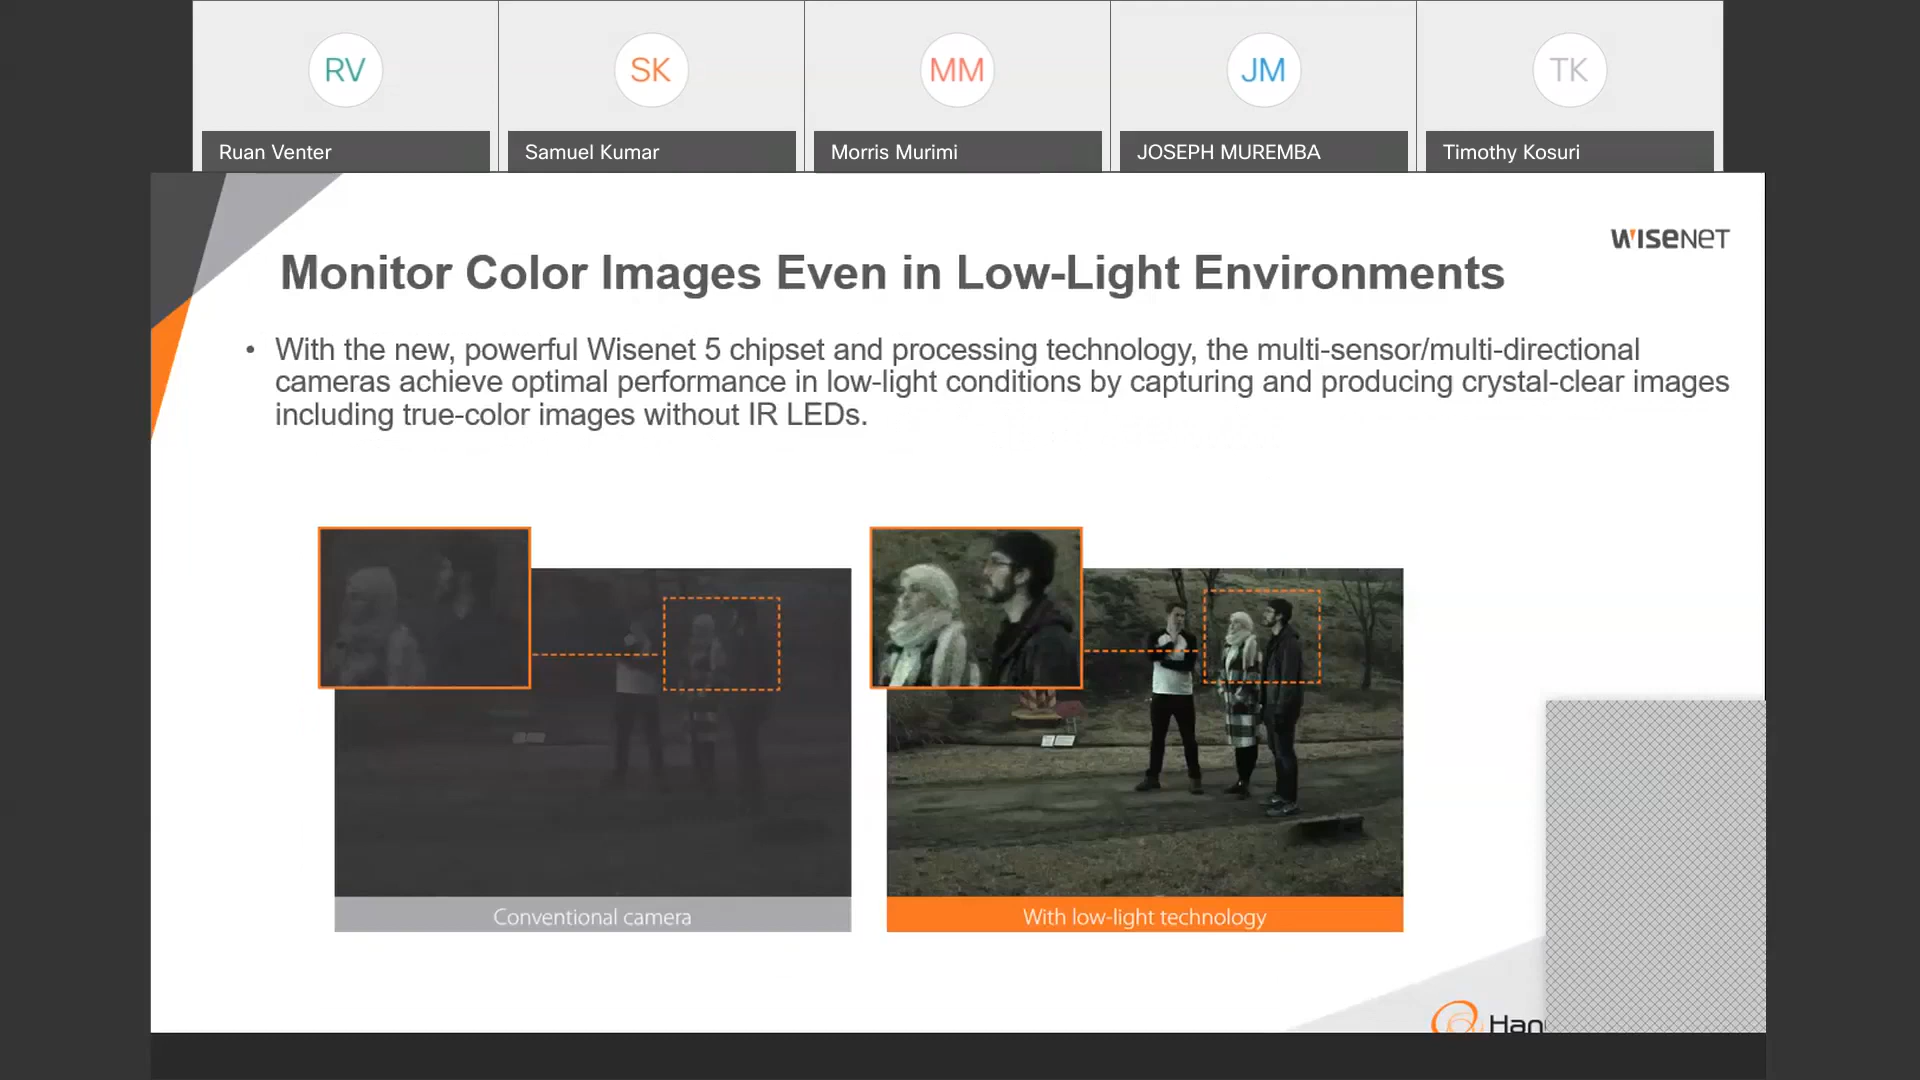 RV
SK
MM
JM
TK
Ruan Venter
Samuel Kumar
Morris Murimi
JOSEPH MUREMBA
Timothy Kosuri
WISENET
Monitor Color Images Even in Low-Light Environments
• With the new, powerful Wisenet 5 chipset and processing technology, the multi-sensor/multi-directional
cameras achieve optimal performance in low-light conditions by capturing and producing crystal-clear images
including true-color images without IR LEDs.
Conventional camera
With low-light technology
Han